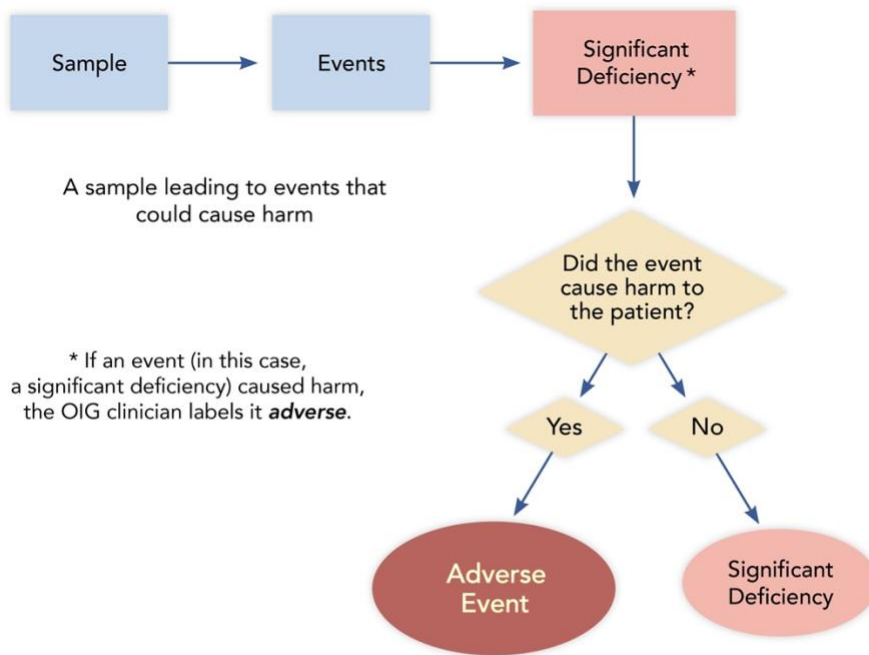 Sample
Events
Significant
Deficiency *
A sample leading to events that
could cause harm
Did the event
cause harm to
the patient?
* If an event (in this case,
a significant deficiency) caused harm,
the OIG clinician labels it adverse.
Yes
No
Adverse
Event
Significant
Deficiency